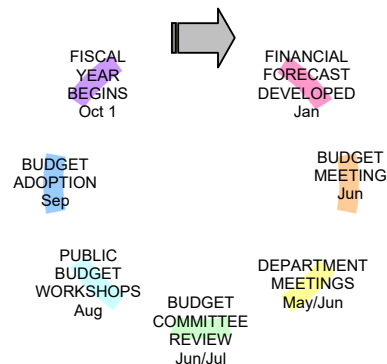 FISCAL
YEAR
BEGINS
Oct 1
FINANCIAL
FORECAST
DEVELOPED
Jan
BUDGET
MEETING
Jun
DEPARTMENT
MEETINGS
May/Jun
BUDGET
COMMITTEE
REVIEW
Jun/Jul
PUBLIC
BUDGET
WORKSHOPS
Aug
BUDGET
ADOPTION
Sep